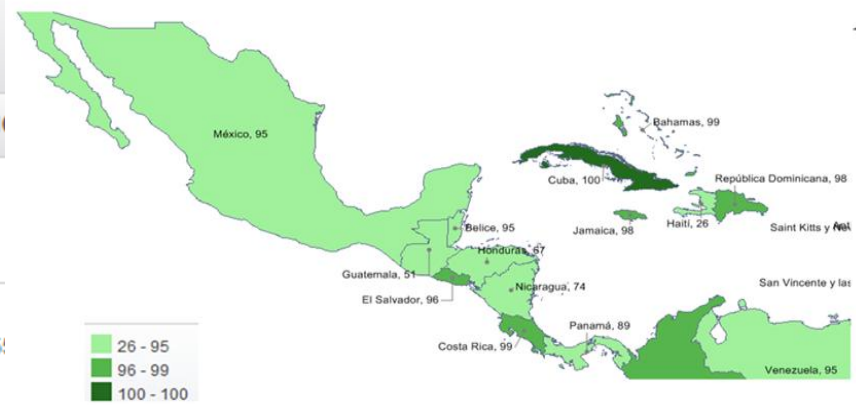 México, 95
Bahamas, 99
Cuba, 100
República Dominicana, 98
Jamaica, 98
Haití, 26
Saint Kitts y
Belice, 95
Honduras, 67
Guatemala, 51
Nicaragua, 74
El Salvador, 96
San Vincente y las
Costa Rica, 99
Panamá, 89
Venezuela, 95
26 - 95
96 - 99
100 - 100